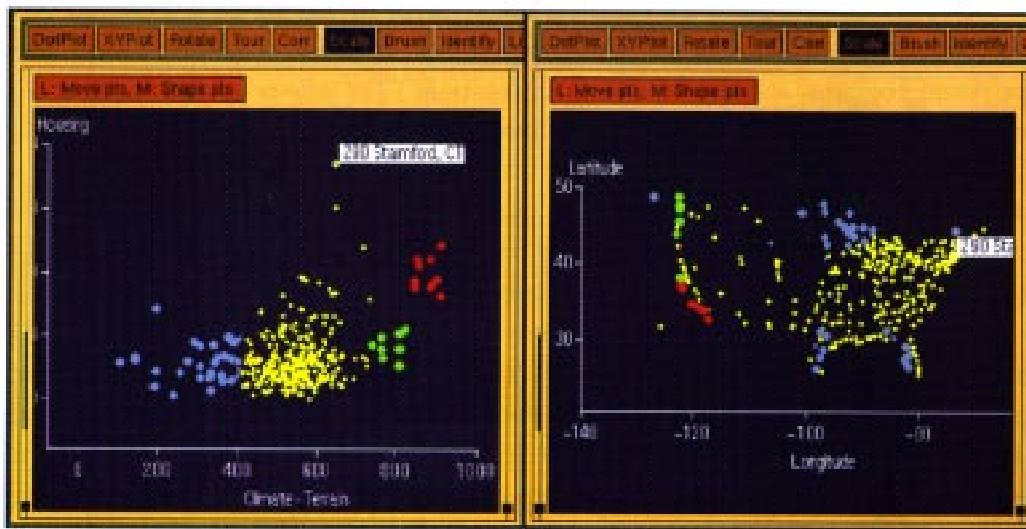 DotPlot XYPlot Rotate Tour Corr Scale Brush Identify
L: Move pts, M: Shape pts
Housing
280 Stamford, CT
0 200 400 600 800 1000
Climate-Terrain
DotPlot XYPlot Rotate Tour Corr Scale Brush Identify
L: Move pts, M: Shape pts
Latitude
50
40
30
-140 -120 -100 -80
Longitude